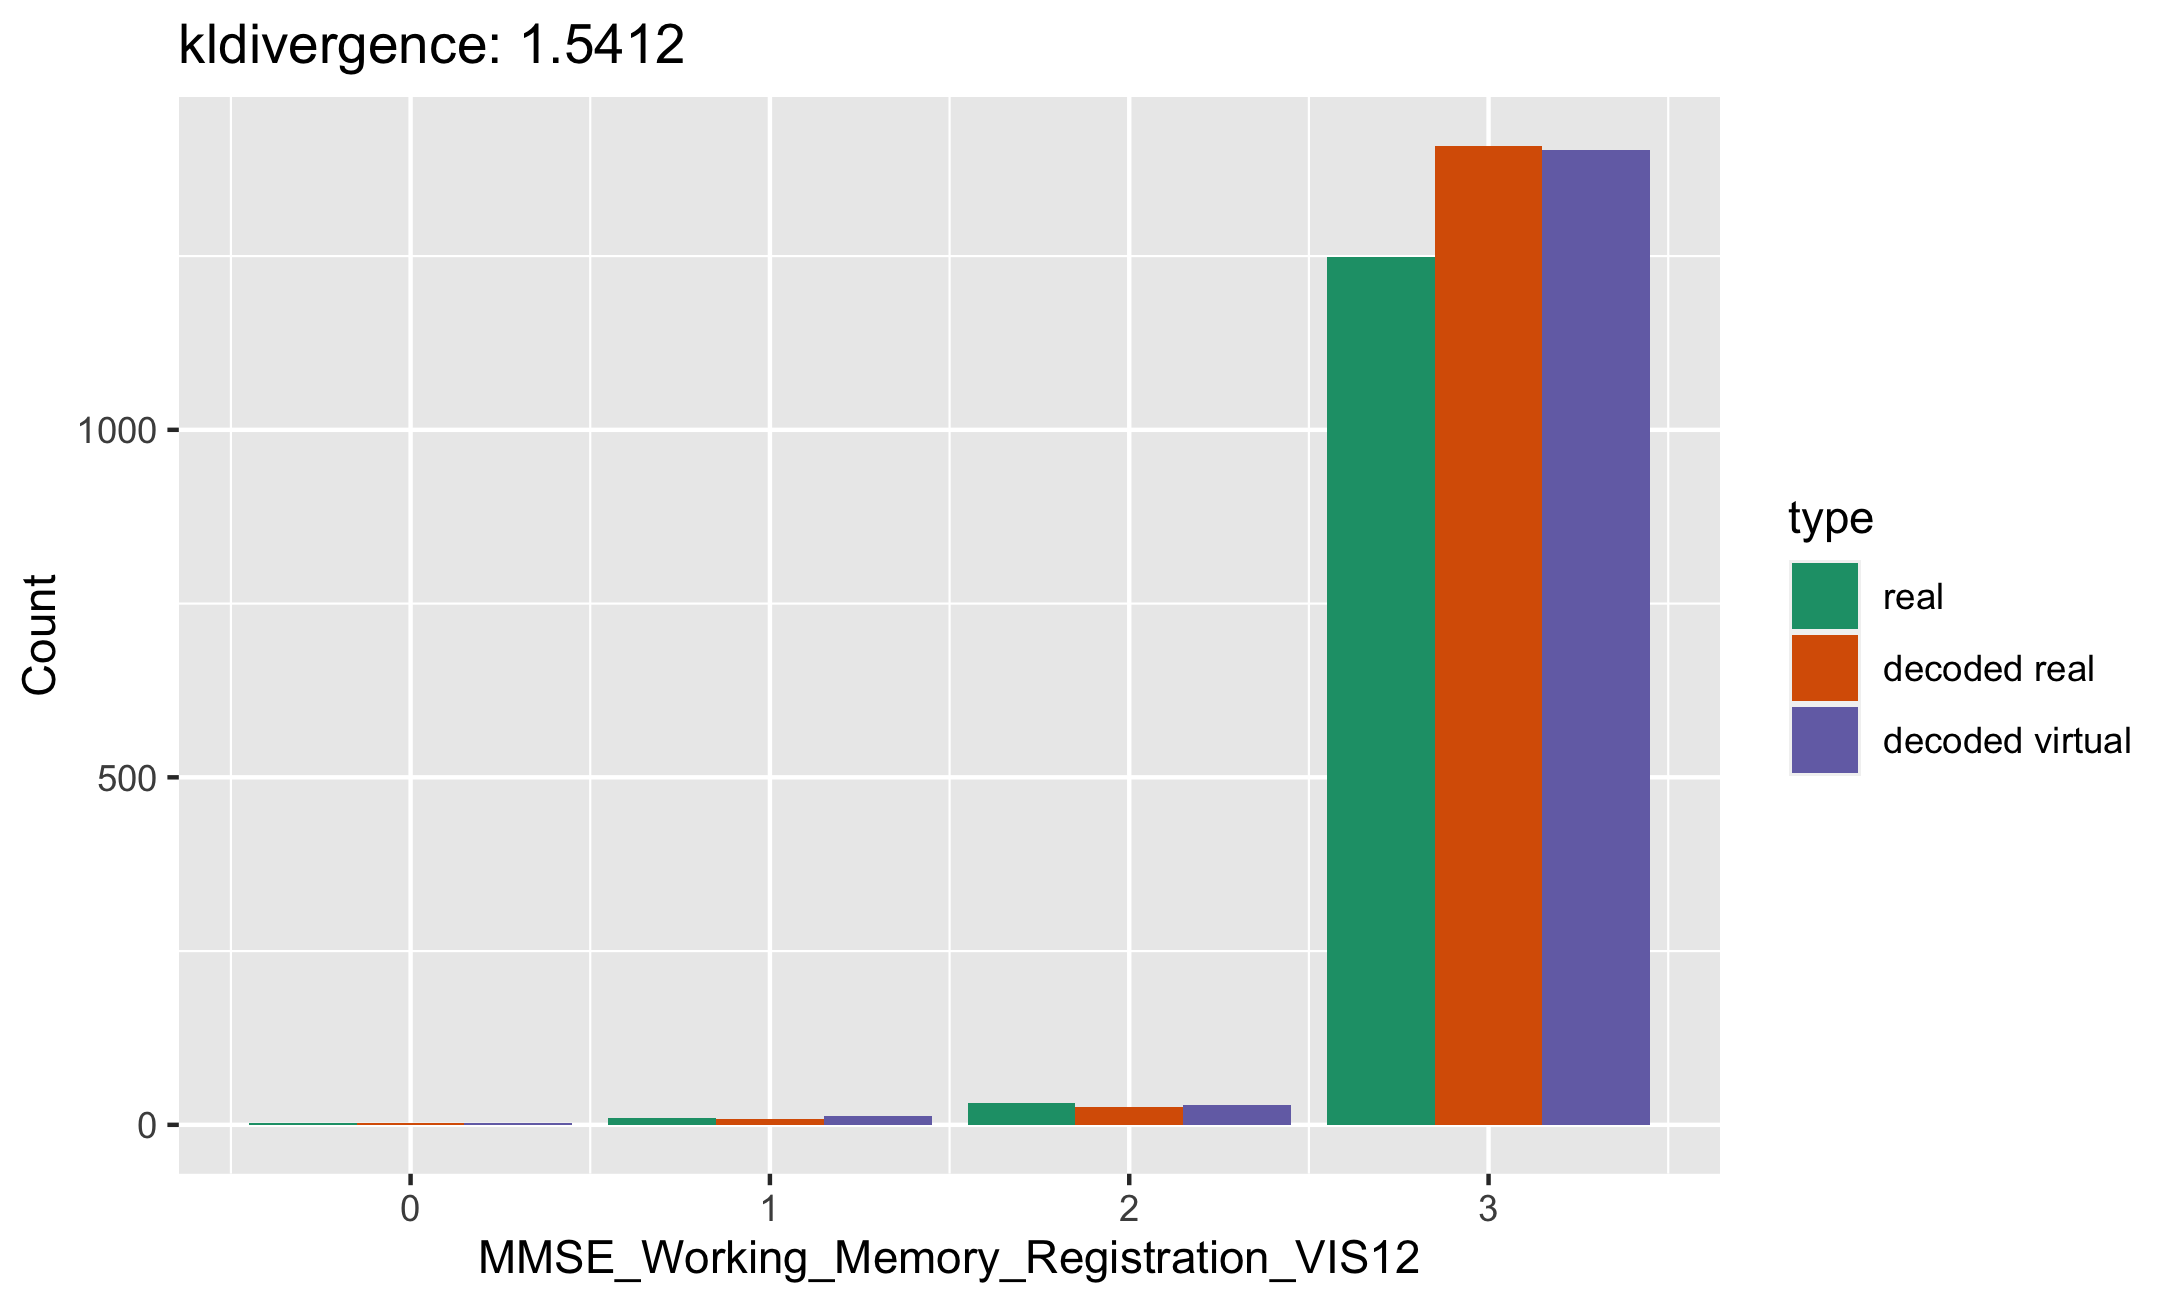 kldivergence: 1.5412
Count
1000
500
0
0 1 2 3
MMSE_Working_Memory_Registration_VIS12
type
real
decoded real
decoded virtual